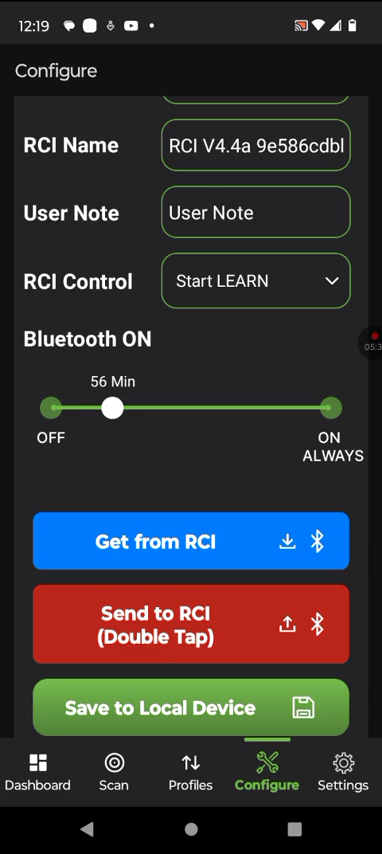 12:19
Configure
RCI Name
RCI V4.4a 9e586cdbl
User Note
User Note
RCI Control
Start LEARN
Bluetooth ON
56 Min
OFF
ON
ALWAYS
Get from RCI
Send to RCI
(Double Tap)
Save to Local Device
Dashboard
Scan
Profiles
Configure
Settings